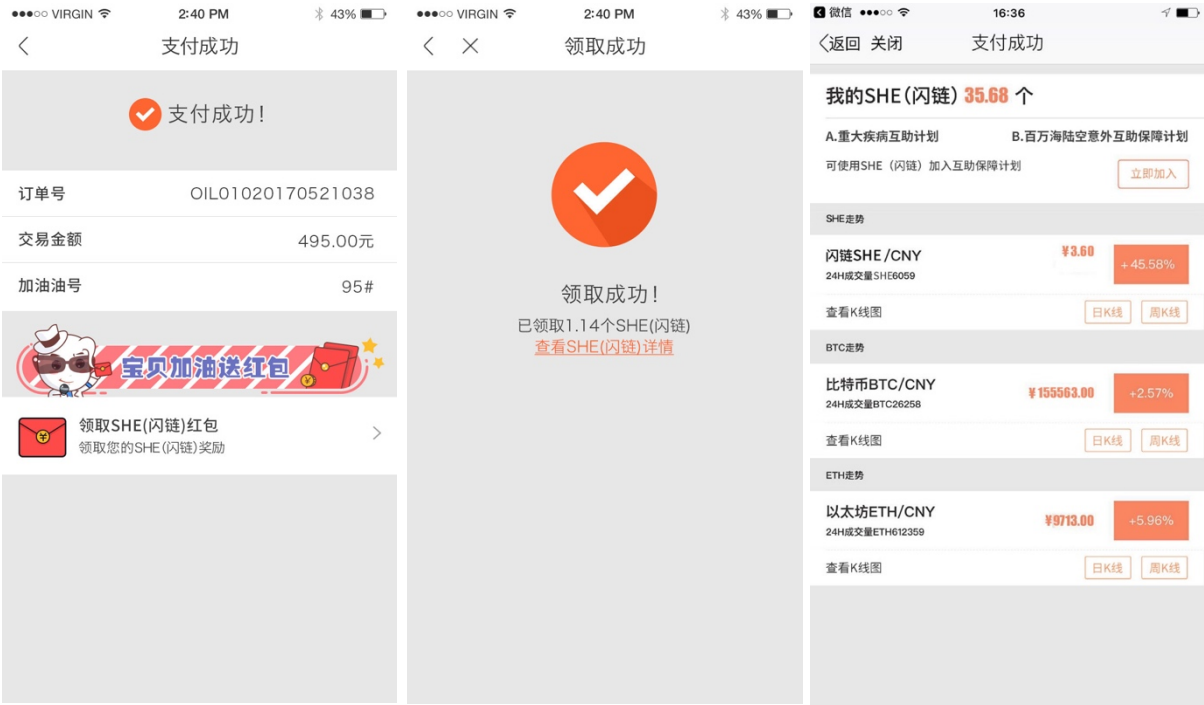 VIRGIN 2:40 PM 43%
支付成功
支付成功!
订单号 OIL01020170521038
交易金额 495.00元
加油油号 95#
宝贝加油送红包
领取SHE(闪链)红包
领取您的SHE(闪链)奖励
VIRGIN 2:40 PM 43%
领取成功
领取成功!
已领取1.14个SHE(闪链)
查看SHE(闪链)详情
微信 16:36
返回 关闭 支付成功
我的SHE(闪链) 35.68 个
A.重大疾病互助计划 B.百万海陆空意外互助保障计划
可使用SHE(闪链)加入互助保障计划 立即加入
SHE走势
闪链SHE/CNY ¥3.60 +45.58%
24H成交量SHE6059
查看K线图 日K线 周K线
BTC走势
比特币BTC/CNY ¥155563.00 +2.57%
24H成交量BTC26258
查看K线图 日K线 周K线
ETH走势
以太坊ETH/CNY ¥9713.00 +5.96%
24H成交量ETH612359
查看K线图 日K线 周K线